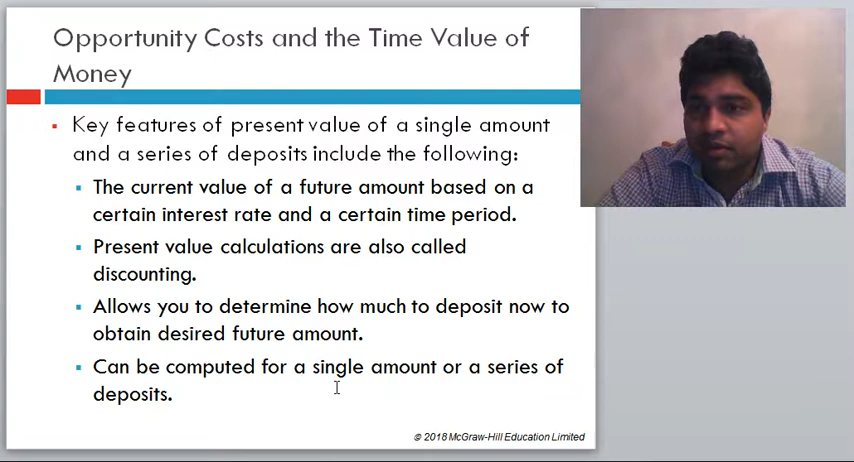 Opportunity Costs and the Time Value of
Money
Key features of present value of a single amount
and a series of deposits include the following:
The current value of a future amount based on a
certain interest rate and a certain time period.
Present value calculations are also called
discounting.
Allows you to determine how much to deposit now to
obtain desired future amount.
Can be computed for a single amount or a series of
deposits.
© 2018 McGraw-Hill Education Limited